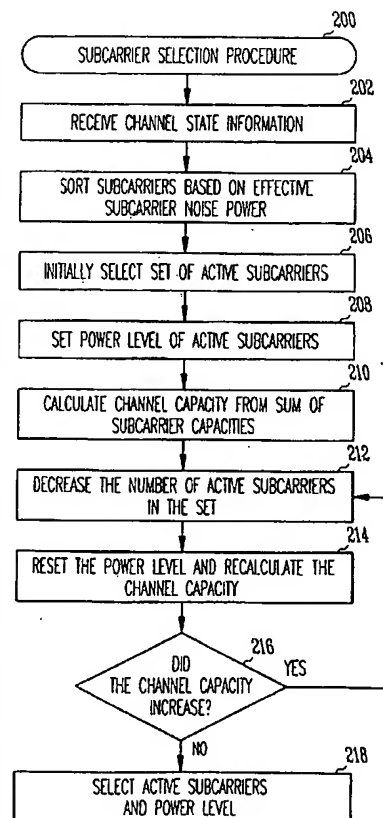 200
SUBCARRIER SELECTION PROCEDURE
202
RECEIVE CHANNEL STATE INFORMATION
204
SORT SUBCARRIERS BASED ON EFFECTIVE
SUBCARRIER NOISE POWER
206
INITIALLY SELECT SET OF ACTIVE SUBCARRIERS
208
SET POWER LEVEL OF ACTIVE SUBCARRIERS
210
CALCULATE CHANNEL CAPACITY FROM SUM OF
SUBCARRIER CAPACITIES
212
DECREASE THE NUMBER OF ACTIVE SUBCARRIERS
IN THE SET
214
RESET THE POWER LEVEL AND RECALCULATE THE
CHANNEL CAPACITY
216
DID
THE CHANNEL CAPACITY
INCREASE?
YES
NO
218
SELECT ACTIVE SUBCARRIERS
AND POWER LEVEL